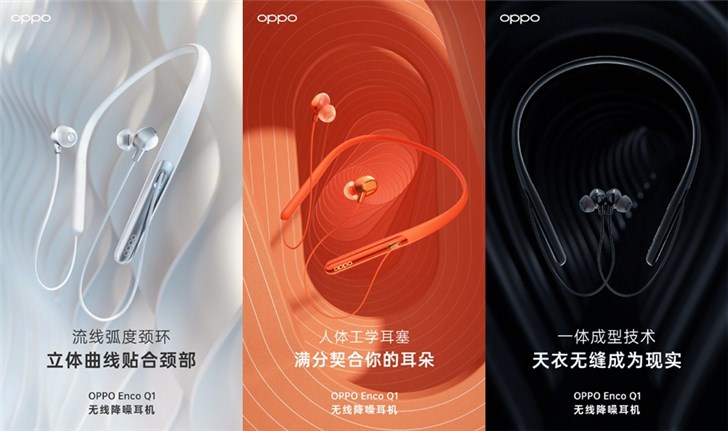 oppo
流线弧度颈环
立体曲线贴合颈部
OPPO Enco Q1
无线降噪耳机
oppo
oppo
人体工学耳塞
满分契合你的耳朵
OPPO Enco Q1
无线降噪耳机
oppo
一体成型技术
天衣无缝成为现实
OPPO Enco Q1
无线降噪耳机